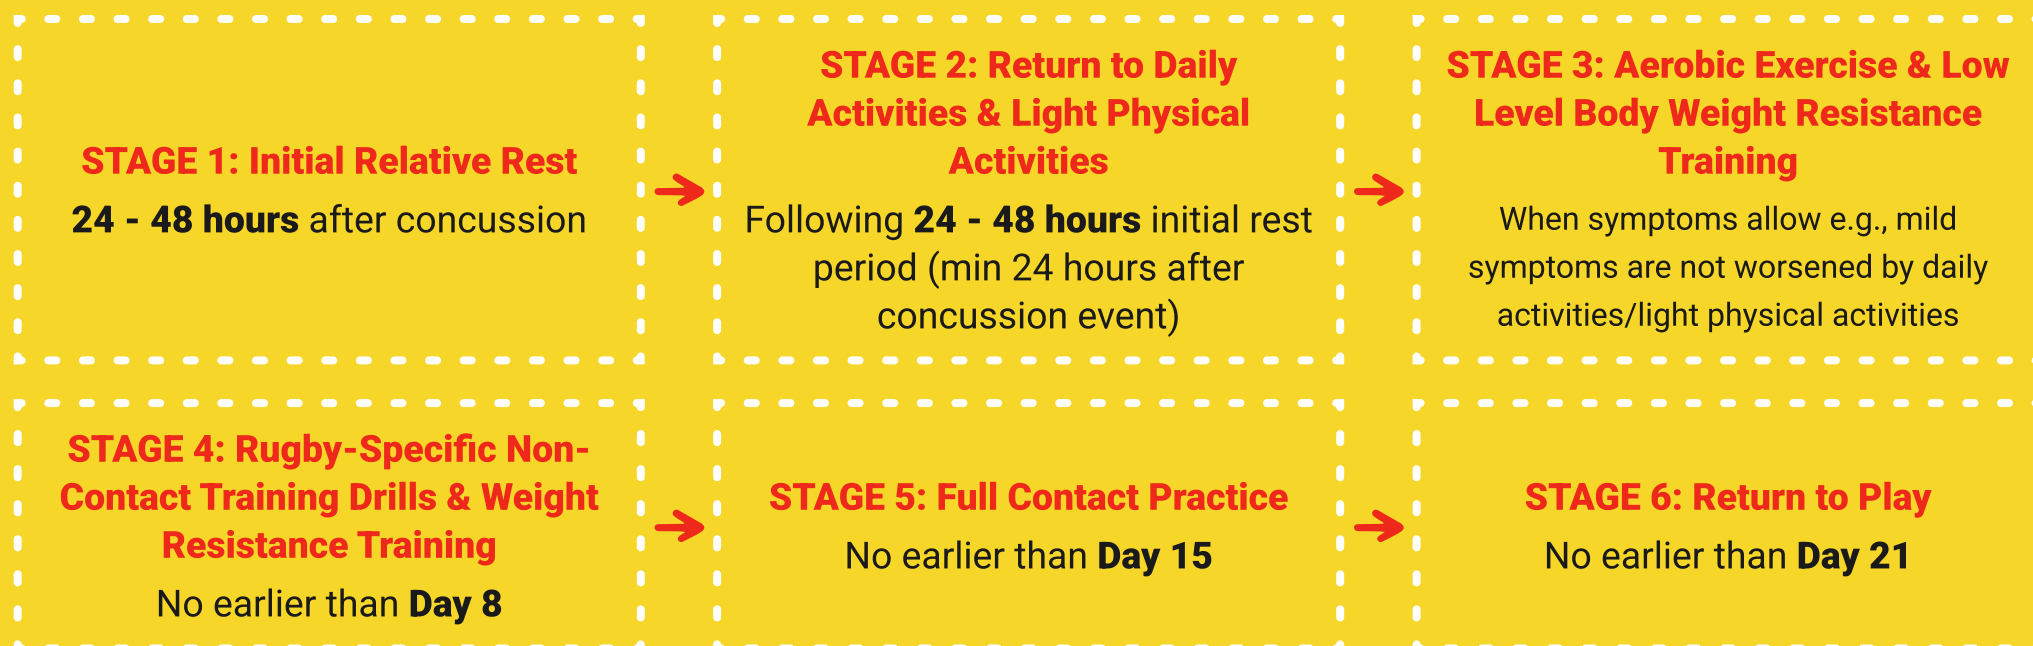 STAGE 1: Initial Relative Rest
24 - 48 hours after concussion
STAGE 2: Return to Daily
Activities & Light Physical
Activities
Following 24 - 48 hours initial rest
period (min 24 hours after
concussion event)
STAGE 3: Aerobic Exercise & Low
Level Body Weight Resistance
Training
When symptoms allow e.g., mild
symptoms are not worsened by daily
activities/light physical activities
STAGE 4: Rugby-Specific Non-
Contact Training Drills & Weight
Resistance Training
No earlier than Day 8
STAGE 5: Full Contact Practice
No earlier than Day 15
STAGE 6: Return to Play
No earlier than Day 21